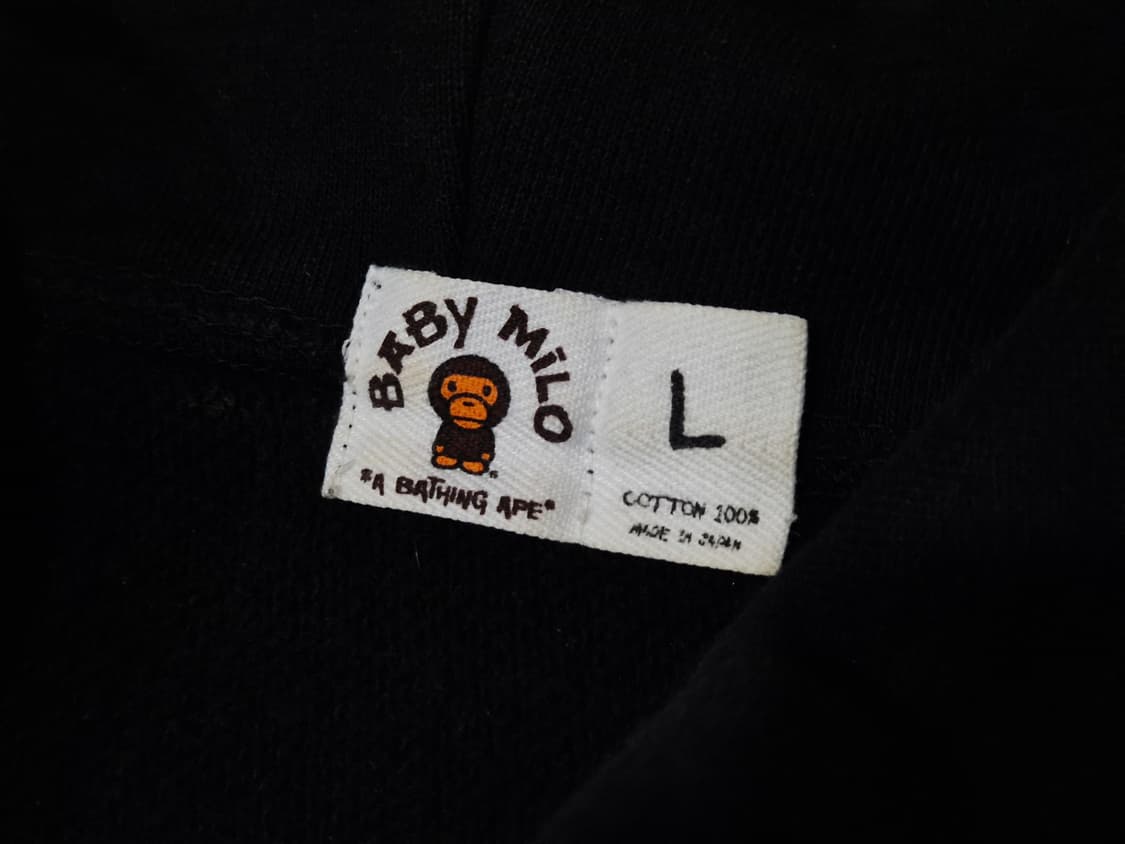 BABY MILO
"A BATHING APE"
L
COTTON 100%
MADE IN JAPAN